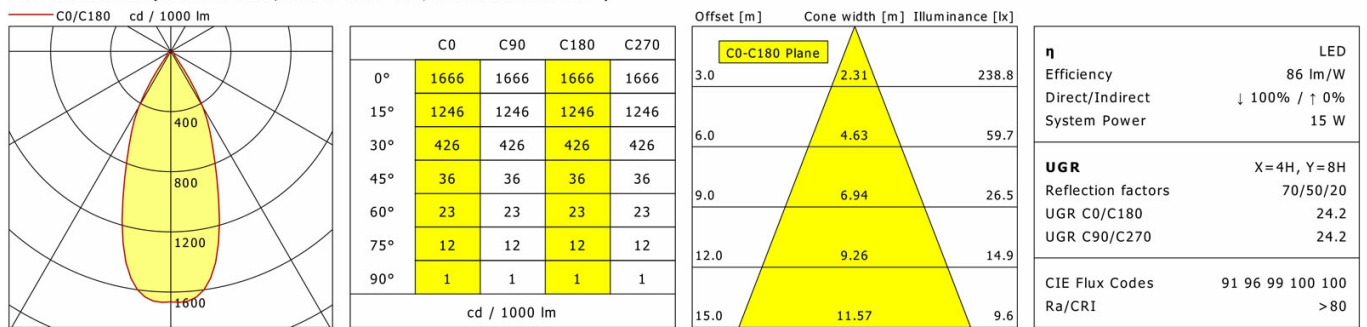 C0/C180 cd / 1000 lm
400
800
1200
1600
C0 C90 C180 C270
0° 1666 1666 1666 1666
15° 1246 1246 1246 1246
30° 426 426 426 426
45° 36 36 36 36
60° 23 23 23 23
75° 12 12 12 12
90° 1 1 1 1
cd / 1000 lm
Offset [m] Cone width [m] Illuminance [lx]
C0-C180 Plane
3.0 2.31 238.8
6.0 4.63 59.7
9.0 6.94 26.5
12.0 9.26 14.9
15.0 11.57 9.6
η LED
Efficiency 86 lm/W
Direct/Indirect ↓ 100% / ↑ 0%
System Power 15 W
UGR X=4H, Y=8H
Reflection factors 70/50/20
UGR C0/C180 24.2
UGR C90/C270 24.2
CIE Flux Codes 91 96 99 100 100
Ra/CRI >80